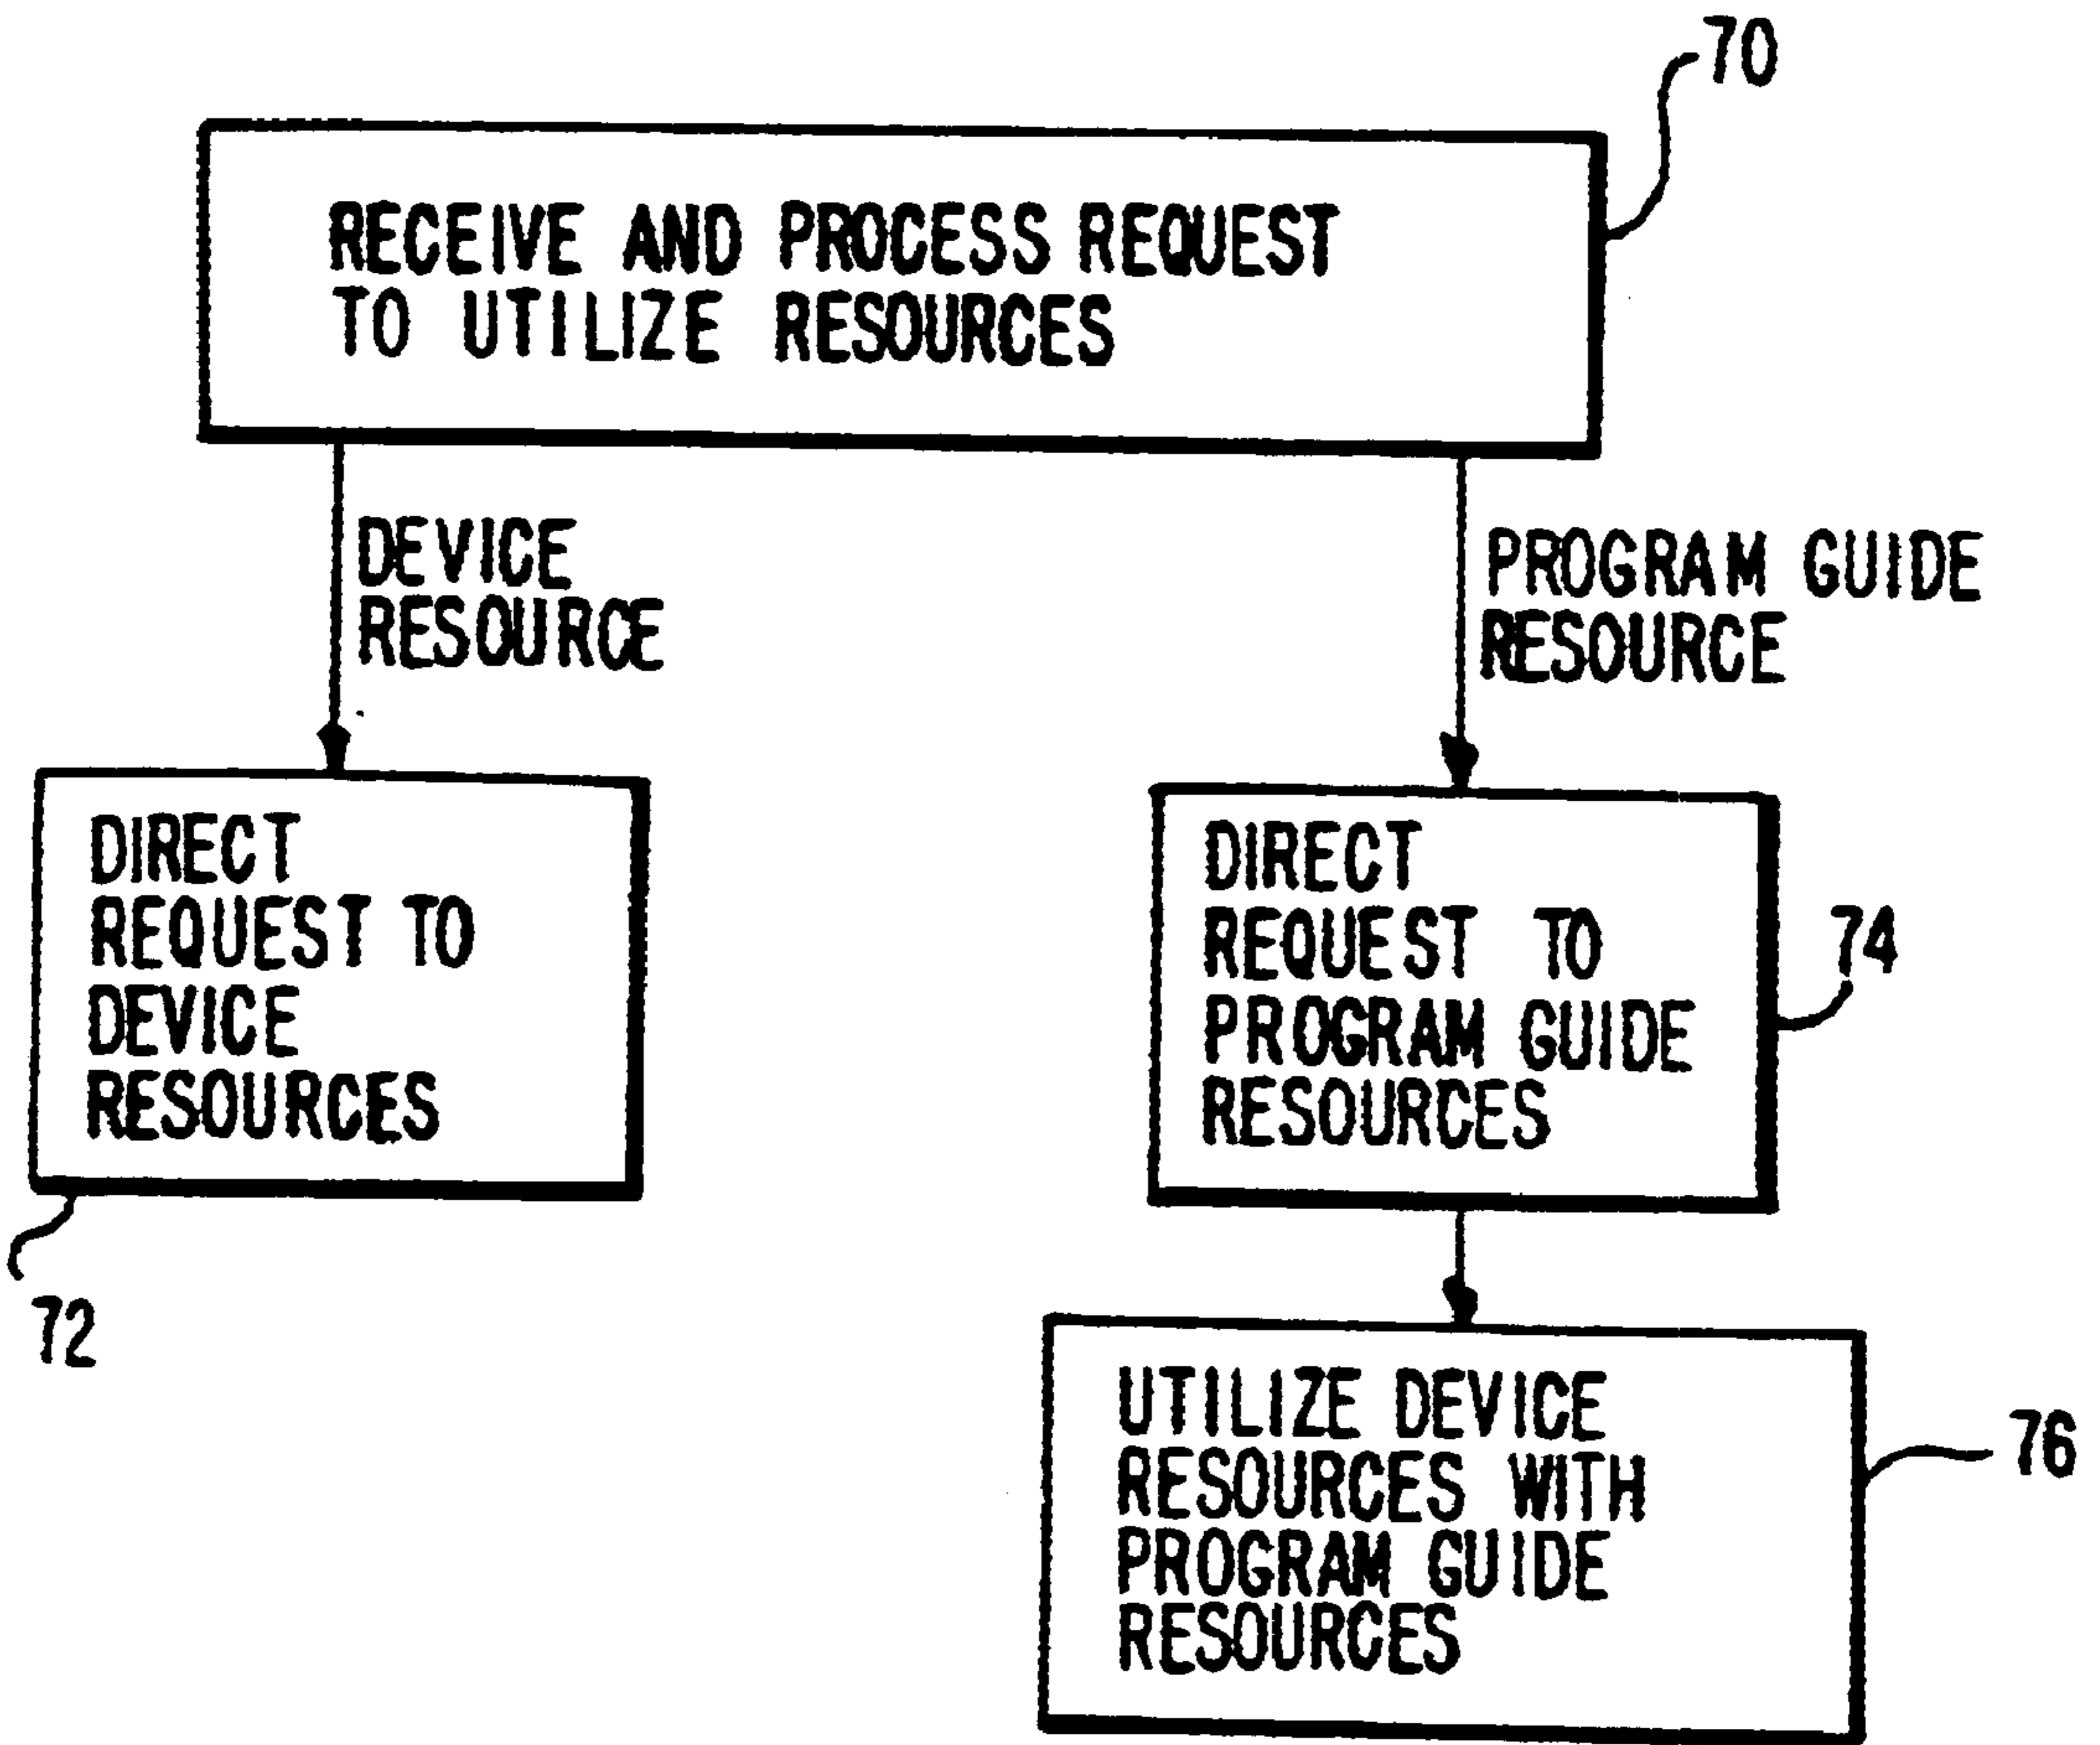 70
RECEIVE AND PROCESS REQUEST
TO UTILIZE RESOURCES
DEVICE
RESOURCE
PROGRAM GUIDE
RESOURCE
DIRECT
REQUEST TO
DEVICE
RESOURCES
72
DIRECT
REQUEST TO
PROGRAM GUIDE
RESOURCES
74
UTILIZE DEVICE
RESOURCES WITH
PROGRAM GUIDE
RESOURCES
76